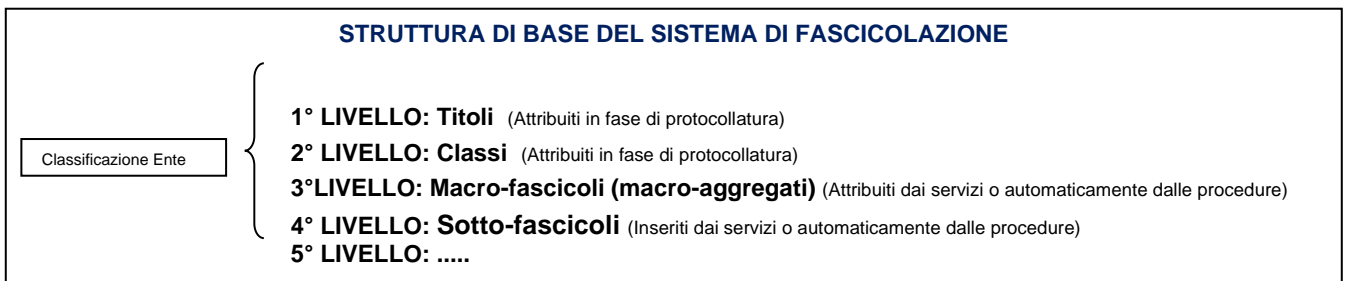 STRUTTURA DI BASE DEL SISTEMA DI FASCICOLAZIONE
1° LIVELLO: Titoli (Attribuiti in fase di protocollatura)
Classificazione Ente
2° LIVELLO: Classi (Attribuiti in fase di protocollatura)
3°LIVELLO: Macro-fascicoli (macro-aggregati) (Attribuiti dai servizi o automaticamente dalle procedure)
4° LIVELLO: Sotto-fascicoli (Inseriti dai servizi o automaticamente dalle procedure)
5° LIVELLO: .....